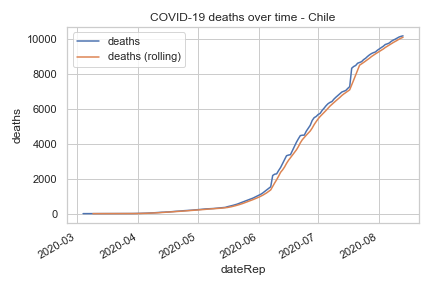 COVID-19 deaths over time - Chile
deaths
deaths (rolling)
10000
8000
6000
4000
2000
0
deaths
2020-03
2020-04
2020-05
2020-06
2020-07
2020-08
dateRep